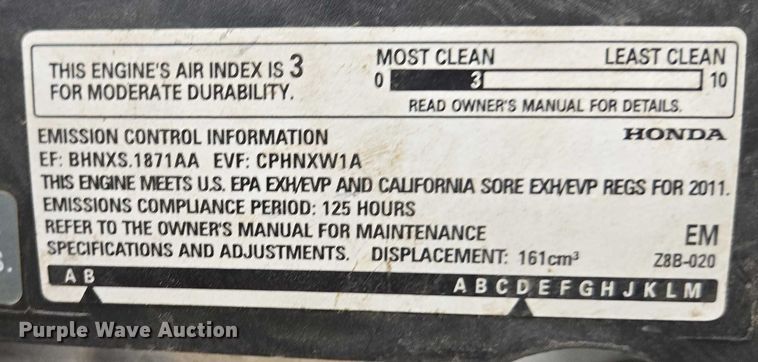 THIS ENGINE'S AIR INDEX IS 3
FOR MODERATE DURABILITY.
MOST CLEAN LEAST CLEAN
0 3 10
READ OWNER'S MANUAL FOR DETAILS.
EMISSION CONTROL INFORMATION HONDA
EF: BHNXS.1871AA EVF: CPHNXW1A
THIS ENGINE MEETS U.S. EPA EXH/EVP AND CALIFORNIA SORE EXH/EVP REGS FOR 2011.
EMISSIONS COMPLIANCE PERIOD: 125 HOURS
REFER TO THE OWNER'S MANUAL FOR MAINTENANCE EM
SPECIFICATIONS AND ADJUSTMENTS. DISPLACEMENT: 161cm³ Z8B-020
A B A B C D E F G H J K L M
S.
Purple Wave Auction